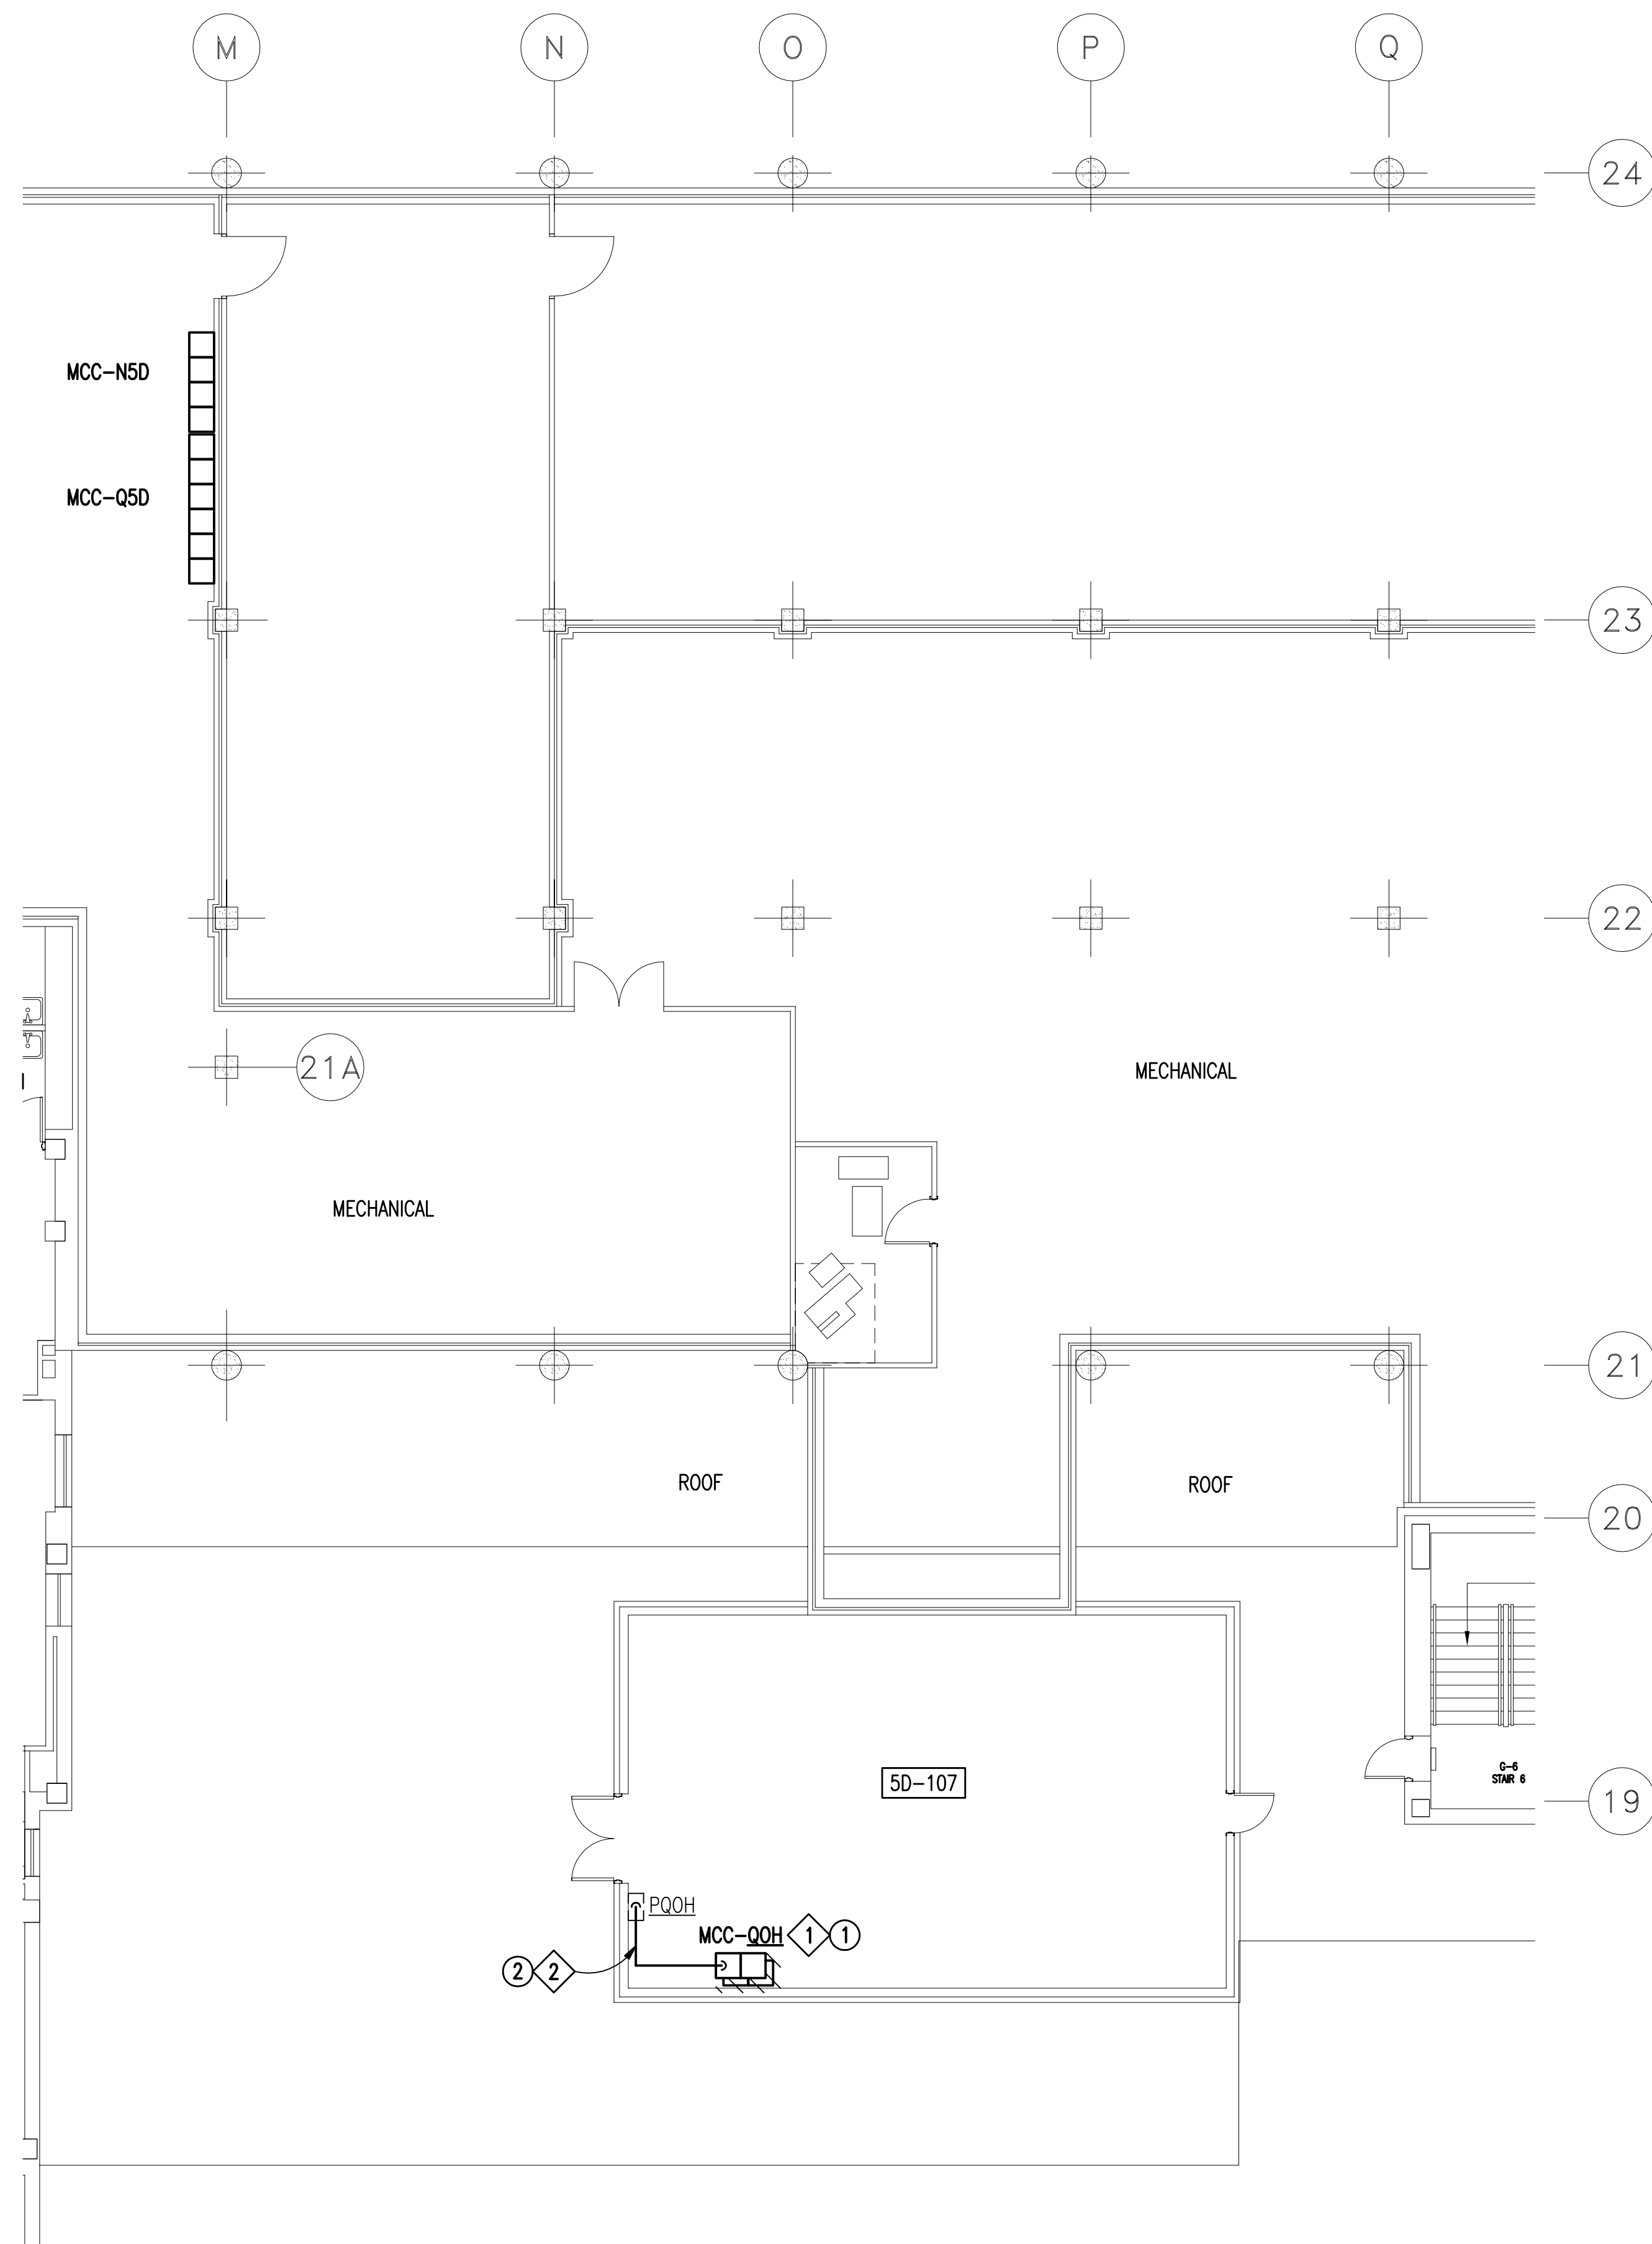 M
N
O
P
Q
24
MCC-N5D
MCC-Q5D
23
22
21A
MECHANICAL
MECHANICAL
21
ROOF
ROOF
20
G-6
STAIR 6
5D-107
19
PQOH
MCC-QOH 1 1
2 2